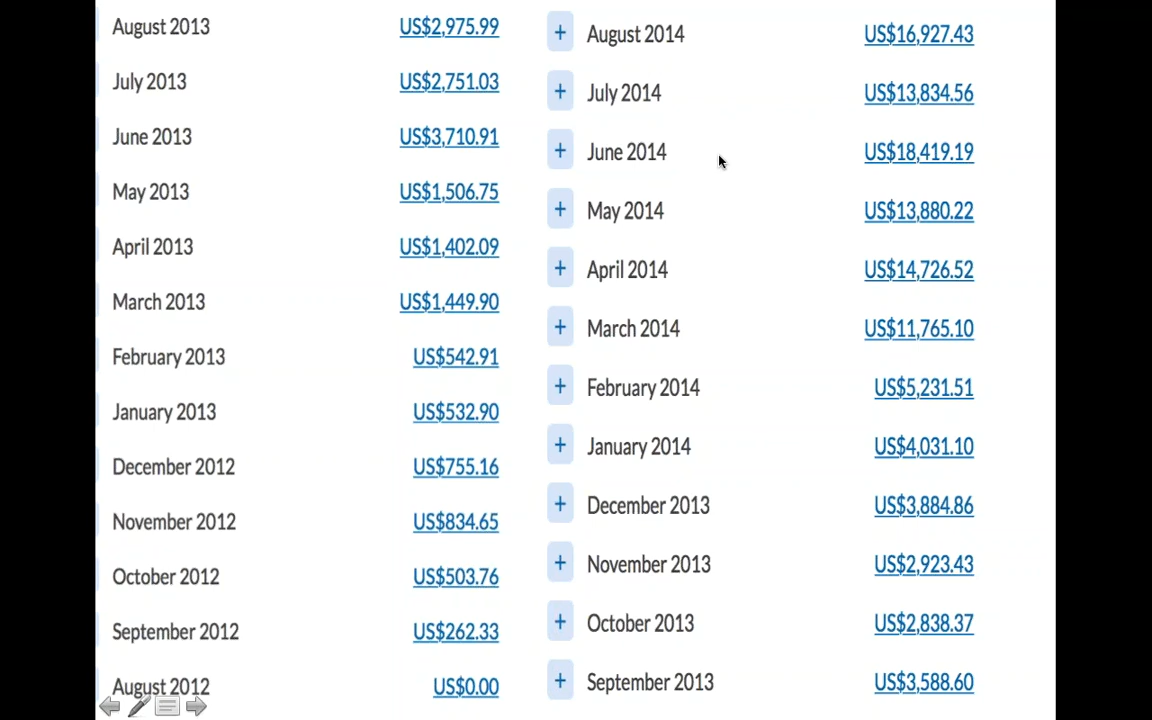 August 2013 US$2,975.99
July 2013 US$2,751.03
June 2013 US$3,710.91
May 2013 US$1,506.75
April 2013 US$1,402.09
March 2013 US$1,449.90
February 2013 US$542.91
January 2013 US$532.90
December 2012 US$755.16
November 2012 US$834.65
October 2012 US$503.76
September 2012 US$262.33
August 2012 US$0.00
+ August 2014 US$16,927.43
+ July 2014 US$13,834.56
+ June 2014 US$18,419.19
+ May 2014 US$13,880.22
+ April 2014 US$14,726.52
+ March 2014 US$11,765.10
+ February 2014 US$5,231.51
+ January 2014 US$4,031.10
+ December 2013 US$3,884.86
+ November 2013 US$2,923.43
+ October 2013 US$2,838.37
+ September 2013 US$3,588.60